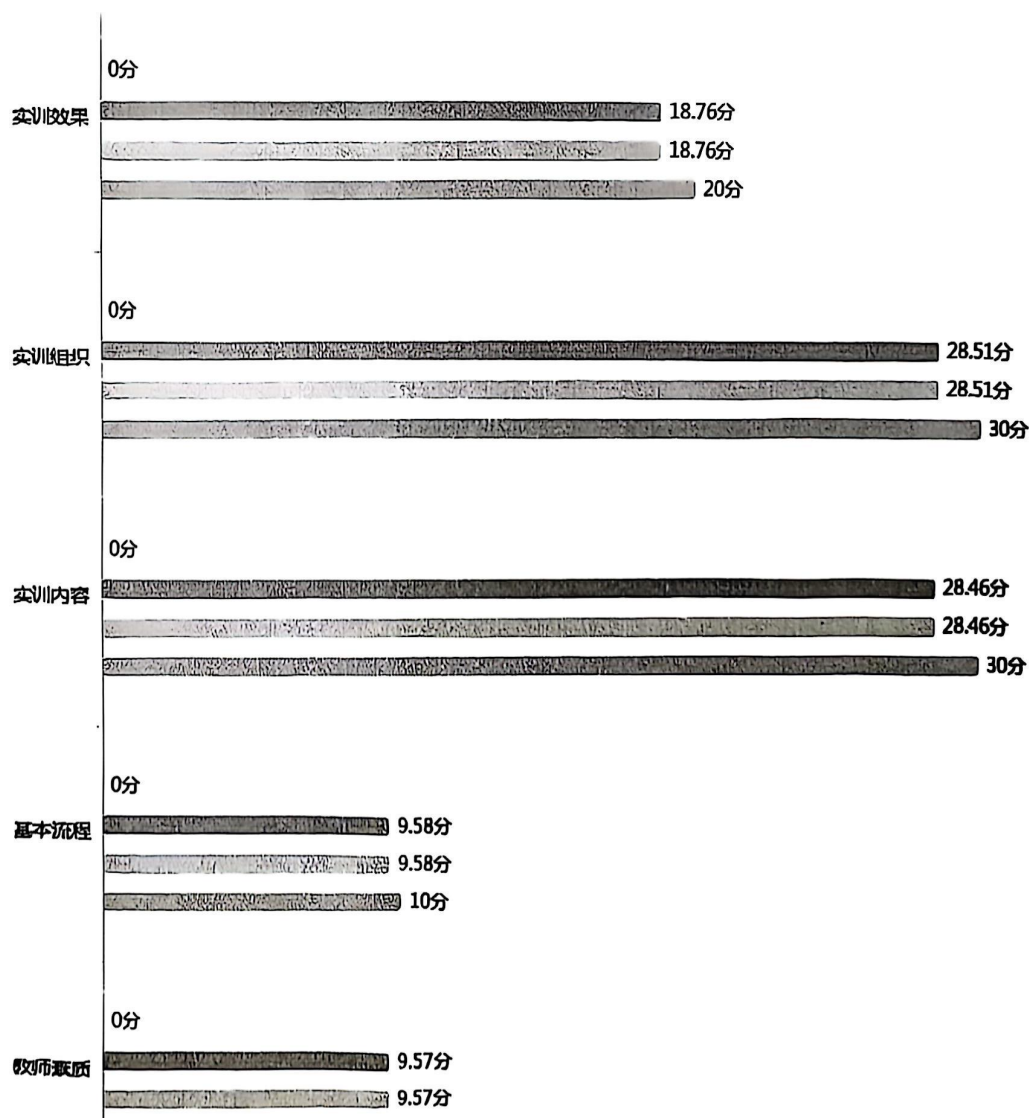 0分
实训效果
18.76分
18.76分
20分
0分
实训组织
28.51分
28.51分
30分
0分
实训内容
28.46分
28.46分
30分
0分
基本流程
9.58分
9.58分
10分
0分
教师素质
9.57分
9.57分